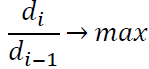 d_i / d_{i-1} → max